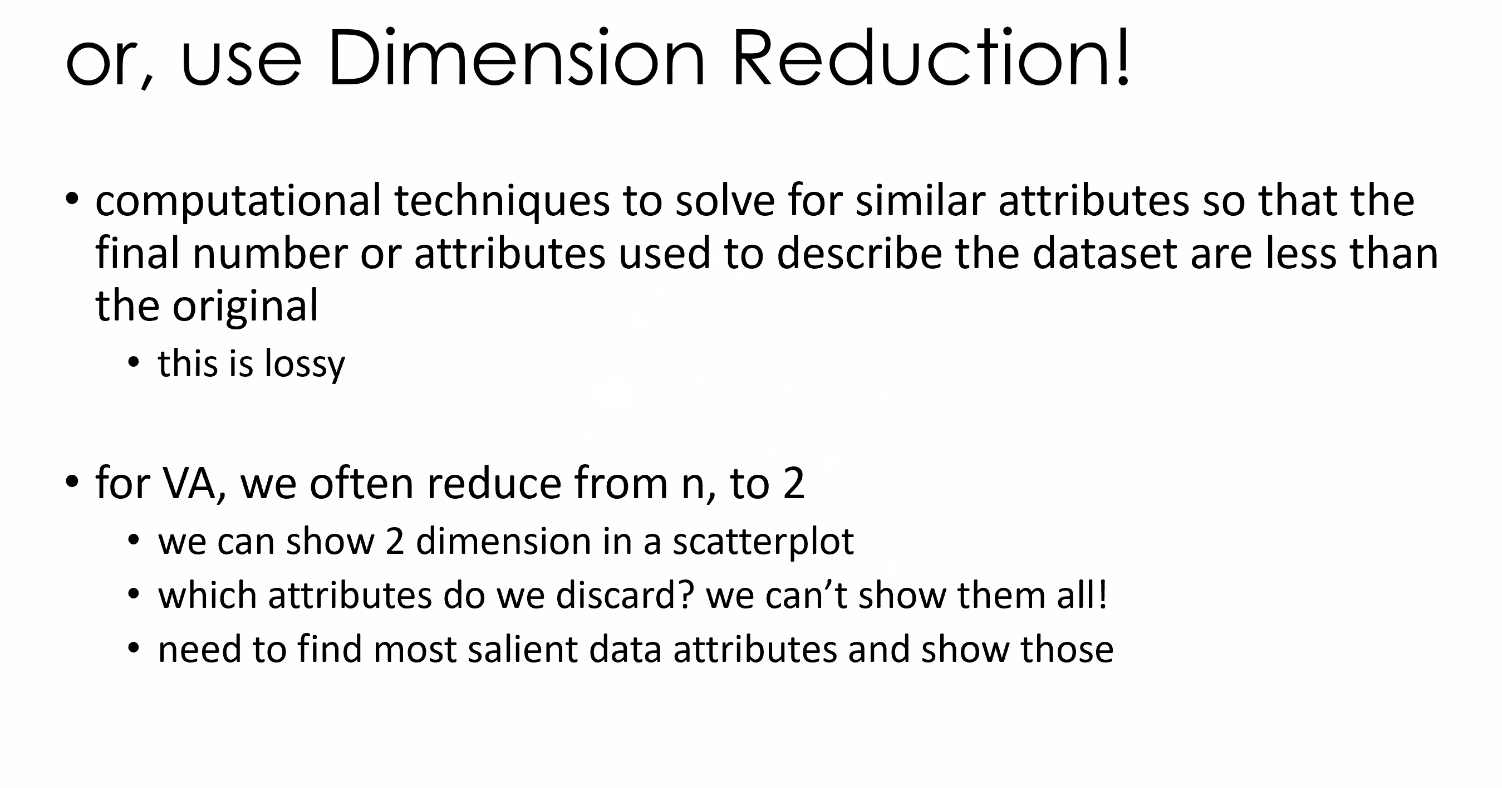 or, use Dimension Reduction!
• computational techniques to solve for similar attributes so that the
final number or attributes used to describe the dataset are less than
the original
• this is lossy
• for VA, we often reduce from n, to 2
• we can show 2 dimension in a scatterplot
• which attributes do we discard? we can’t show them all!
• need to find most salient data attributes and show those